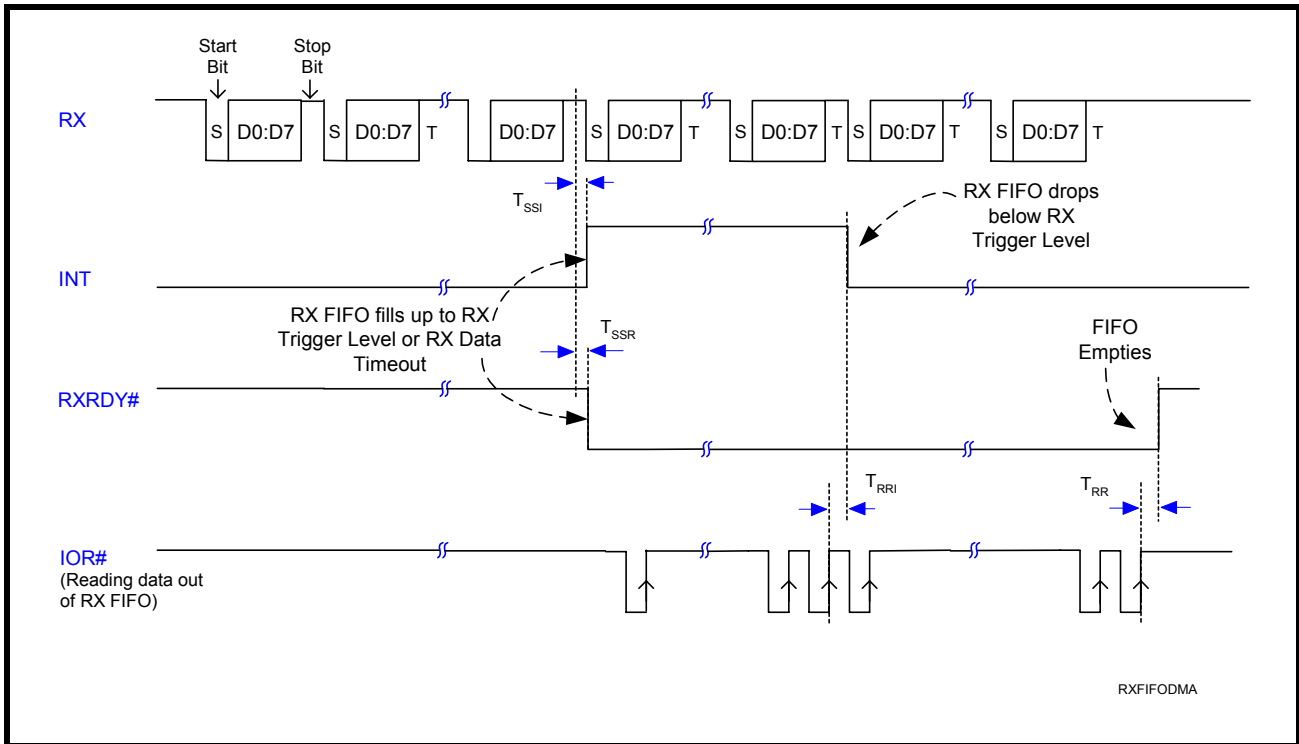 Start
Bit
Stop
Bit
RX
S D0:D7 S D0:D7 T D0:D7 S D0:D7 T S D0:D7 T S D0:D7 T S D0:D7 T
TSSI
RX FIFO drops
below RX
Trigger Level
INT
RX FIFO fills up to RX
Trigger Level or RX Data
Timeout
TSSR
FIFO
Empties
RXRDY#
TRRI
TRR
IOR#
(Reading data out
of RX FIFO)
RXFIFODMA